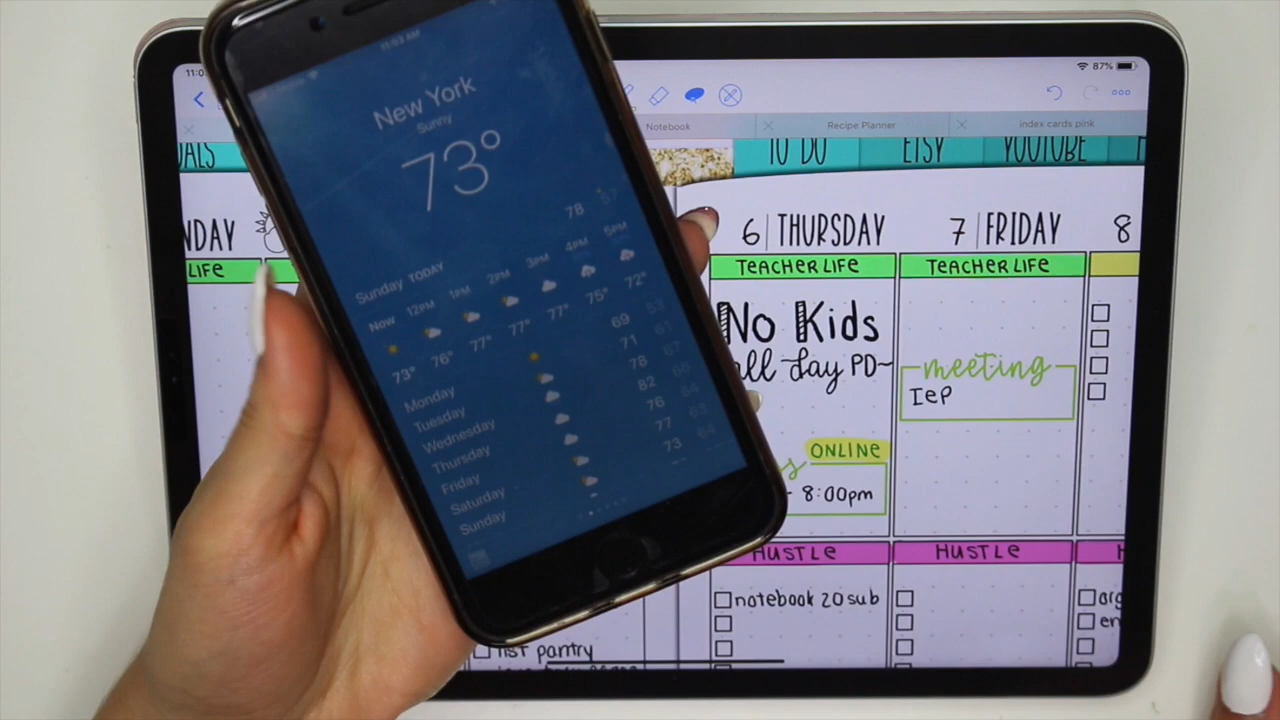 11:03 AM
New York
Sunny
73°
78
Sunday TODAY
Now 12PM 1PM 2PM 3PM 4PM 5PM
73° 76° 77° 77° 77° 75° 72°
Monday 69
Tuesday 71
Wednesday 78
Thursday 82
Friday 76
Saturday 77
Sunday 73
87%
Notebook
Recipe Planner
index cards pink
TO DO
ETSY
YOUTUBE
6 THURSDAY
7 FRIDAY
8
LIFE
TEACHER LIFE
TEACHER LIFE
No Kids
all day PD~
meeting
IEP
ONLINE
- 8:00pm
HUSTLE
HUSTLE
notebook 20 sub
list pantry